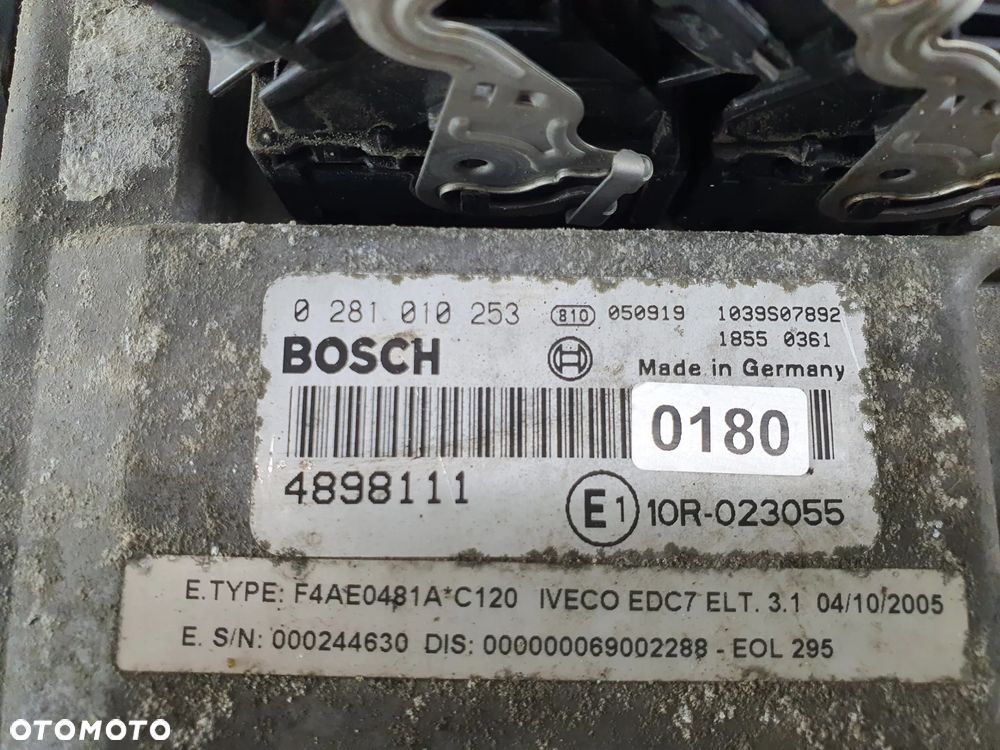 0 281 010 253 810 050919 1039S07892
1855 0361
BOSCH Made in Germany
0180
4898111 E1 10R-023055
E.TYPE: F4AE0481A*C120 IVECO EDC7 ELT. 3.1 04/10/2005
E. S/N: 000244630 DIS: 000000069002288 - EOL 295
OTOMOTO